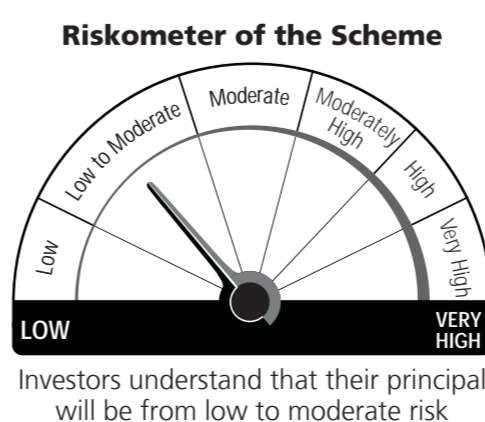 Riskometer of the Scheme
Low
Low to Moderate
Moderate
Moderately
High
High
Very High
LOW
VERY
HIGH
Investors understand that their principal
will be from low to moderate risk